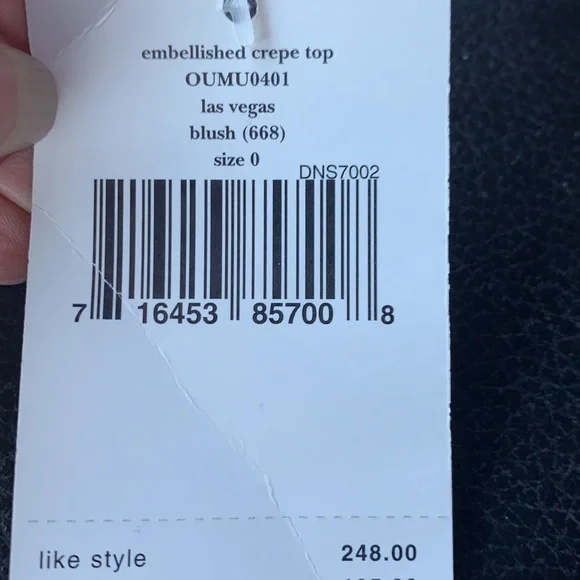 embellished crepe top
OUMU0401
las vegas
blush (668)
size 0
DNS7002
7 16453 85700 8
like style 248.00